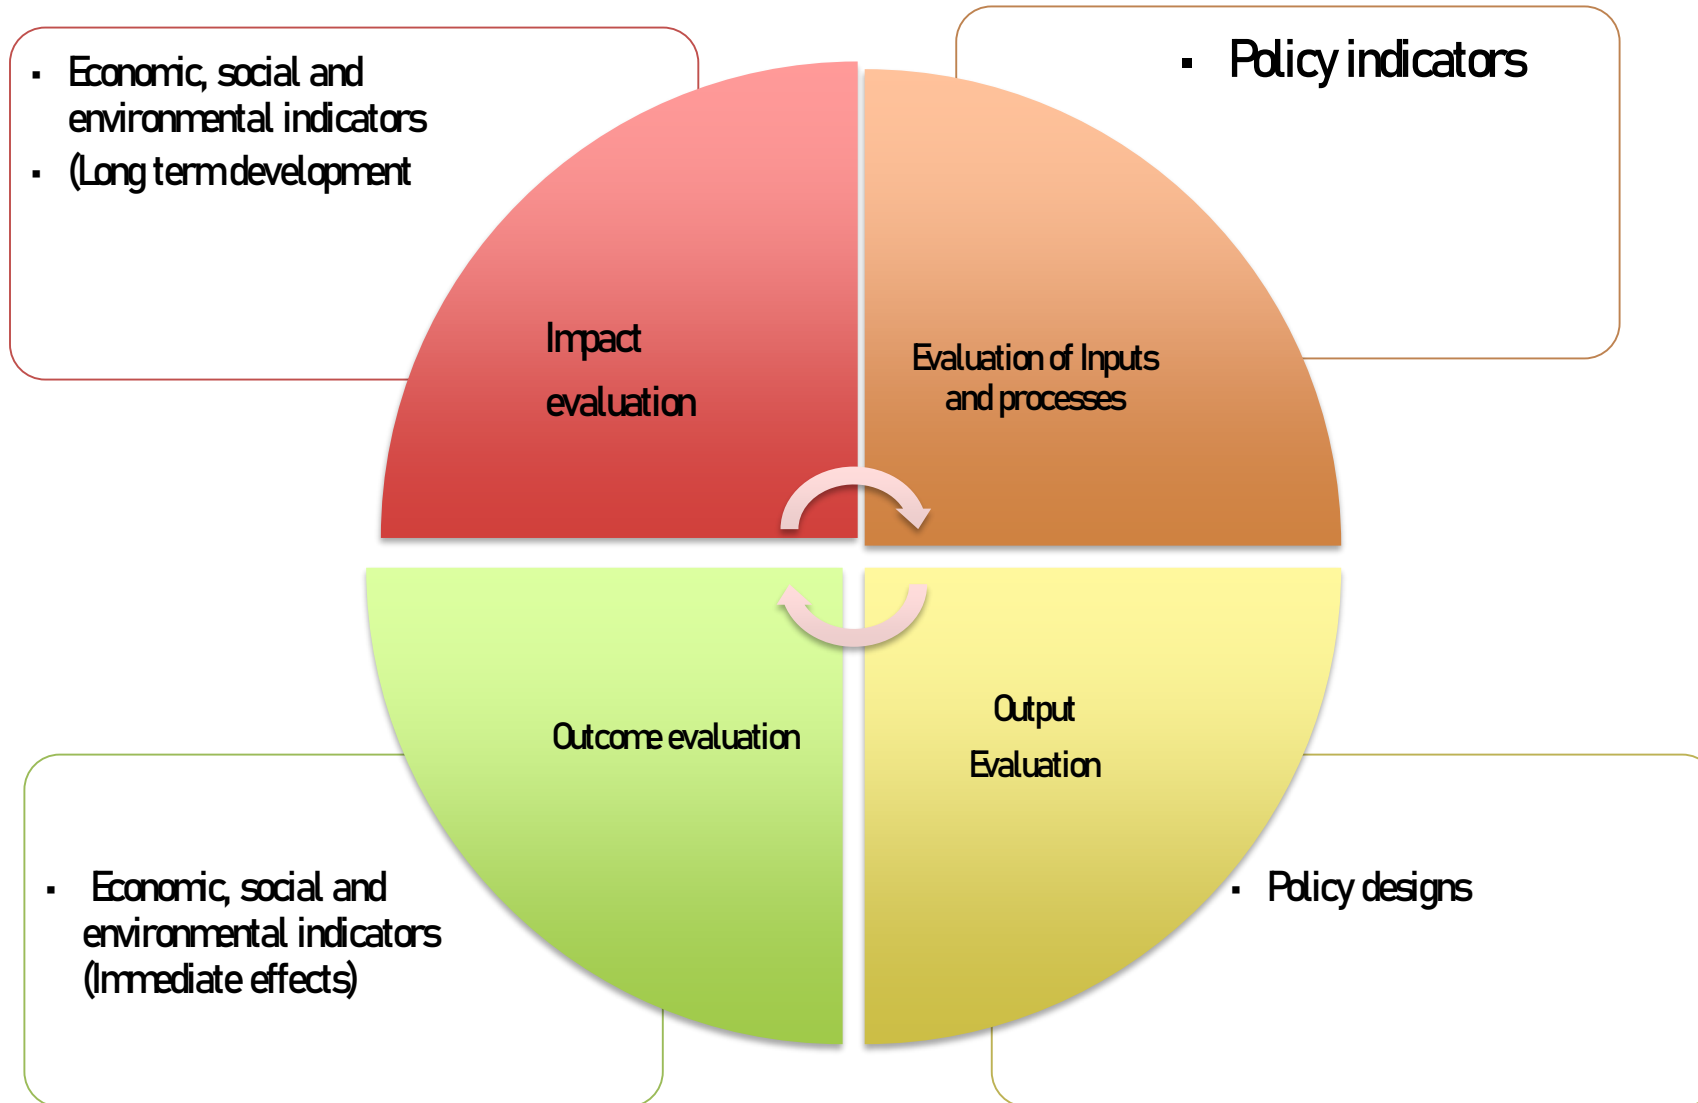 ▪ Economic, social and
environmental indicators
▪ (Long term development
▪ Policy indicators
Impact
evaluation
Evaluation of Inputs
and processes
Outcome evaluation
Output
Evaluation
▪ Economic, social and
environmental indicators
(Immediate effects)
▪ Policy designs